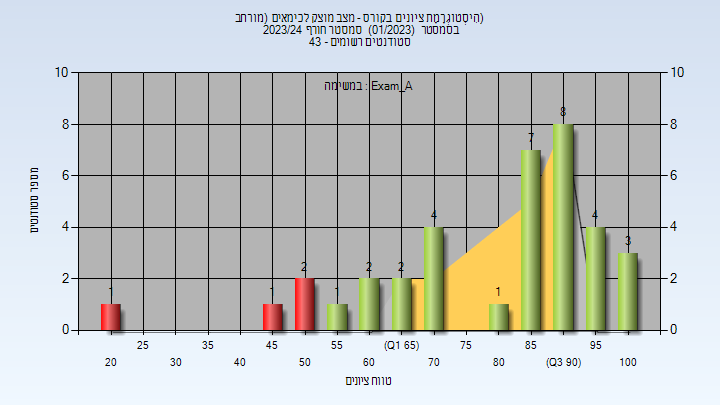 (היסטוגרמת ציונים בקורס - מצב מוצק לכימאים (מורחב
בסמסטר (01/2023) סמסטר חורף 2023/24
סטודנטים רשומים - 43
במשימה : Exam_A
מספר סטודנטים
10 10
8 8
6 6
4 4
2 2
0 0
1 1 2 1 2 2 4 1 7 8 4 3
25 35 45 55 (Q1 65) 75 85 95
20 30 40 50 60 70 80 (Q3 90) 100
טווח ציונים